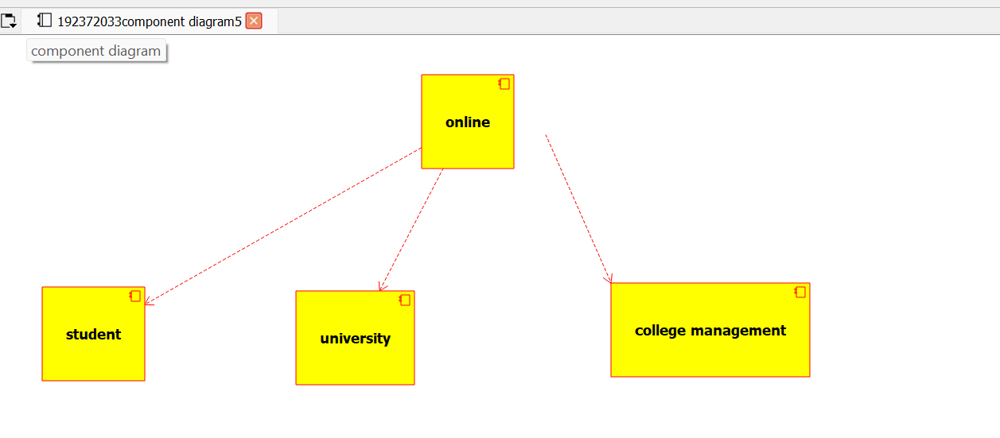 192372033component diagram5
component diagram
online
student
university
college management